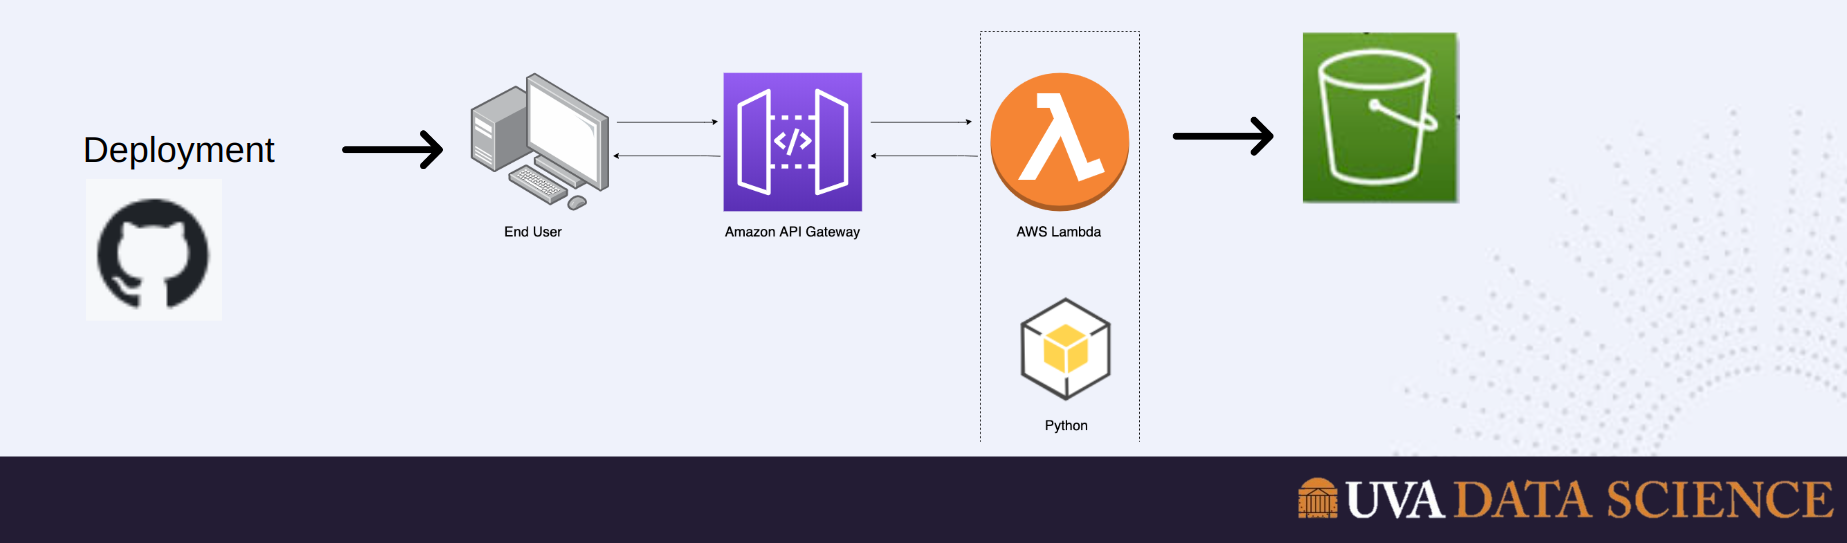 Deployment
End User
Amazon API Gateway
AWS Lambda
Python
UVA DATA SCIENCE